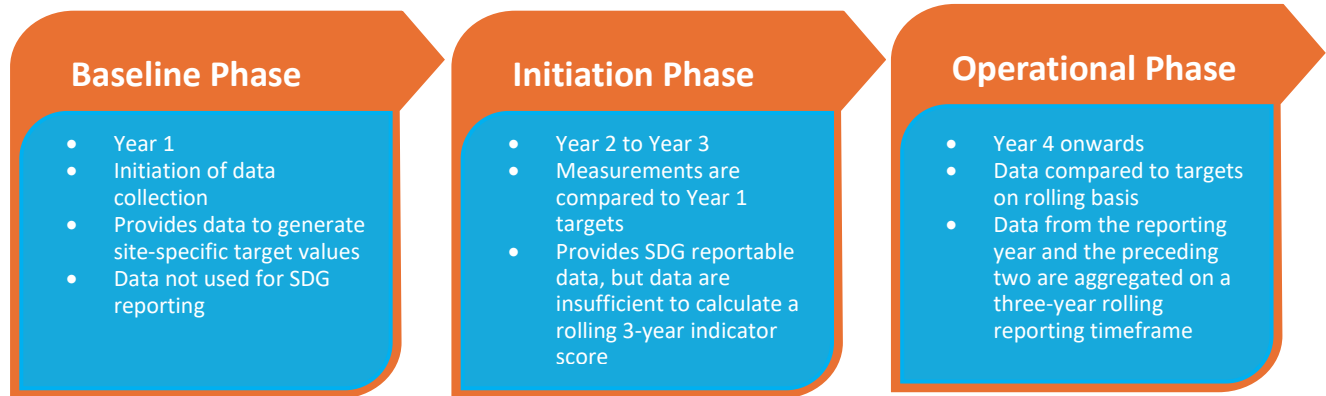 Baseline Phase
• Year 1
• Initiation of data
collection
• Provides data to generate
site-specific target values
• Data not used for SDG
reporting
Initiation Phase
• Year 2 to Year 3
• Measurements are
compared to Year 1
targets
• Provides SDG reportable
data, but data are
insufficient to calculate a
rolling 3-year indicator
score
Operational Phase
• Year 4 onwards
• Data compared to targets
on rolling basis
• Data from the reporting
year and the preceding
two are aggregated on a
three-year rolling
reporting timeframe